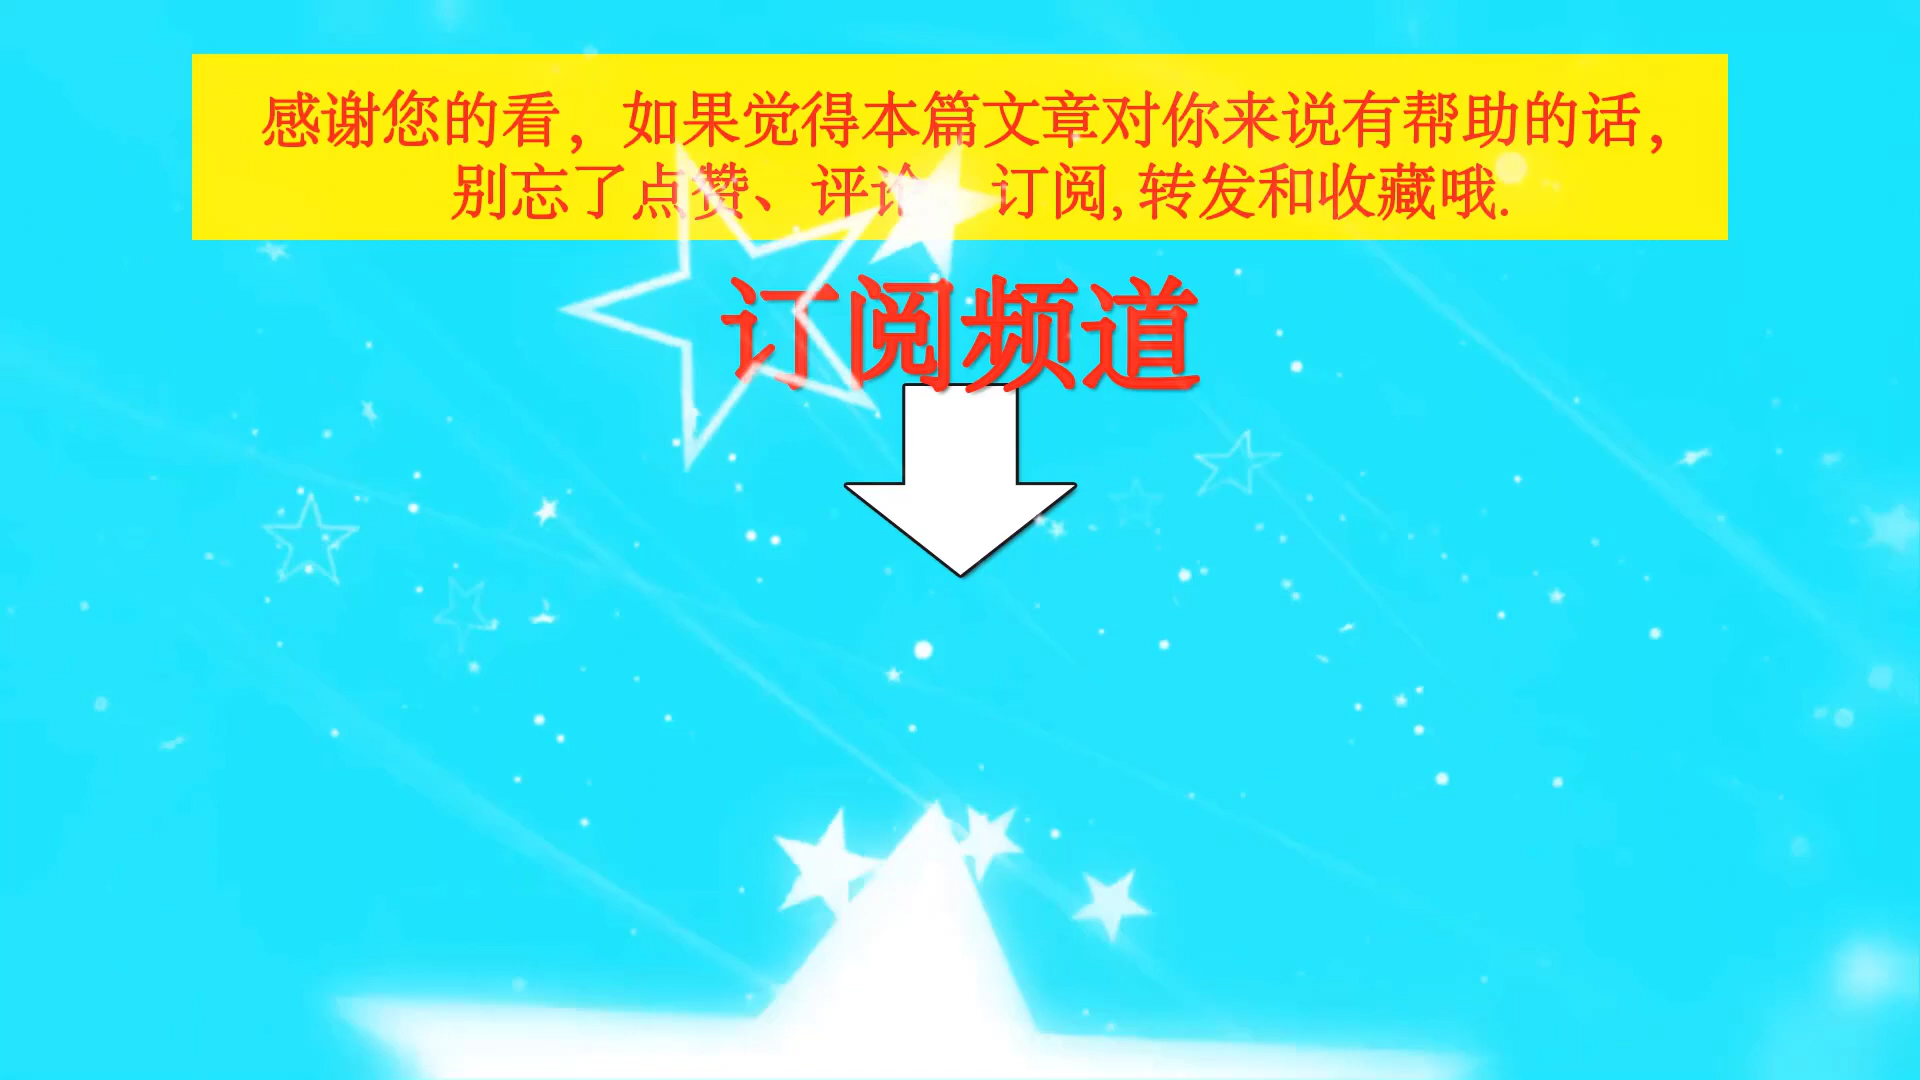 感谢您的看，如果觉得本篇文章对你来说有帮助的话，
别忘了点赞、评论、订阅,转发和收藏哦.
订阅频道